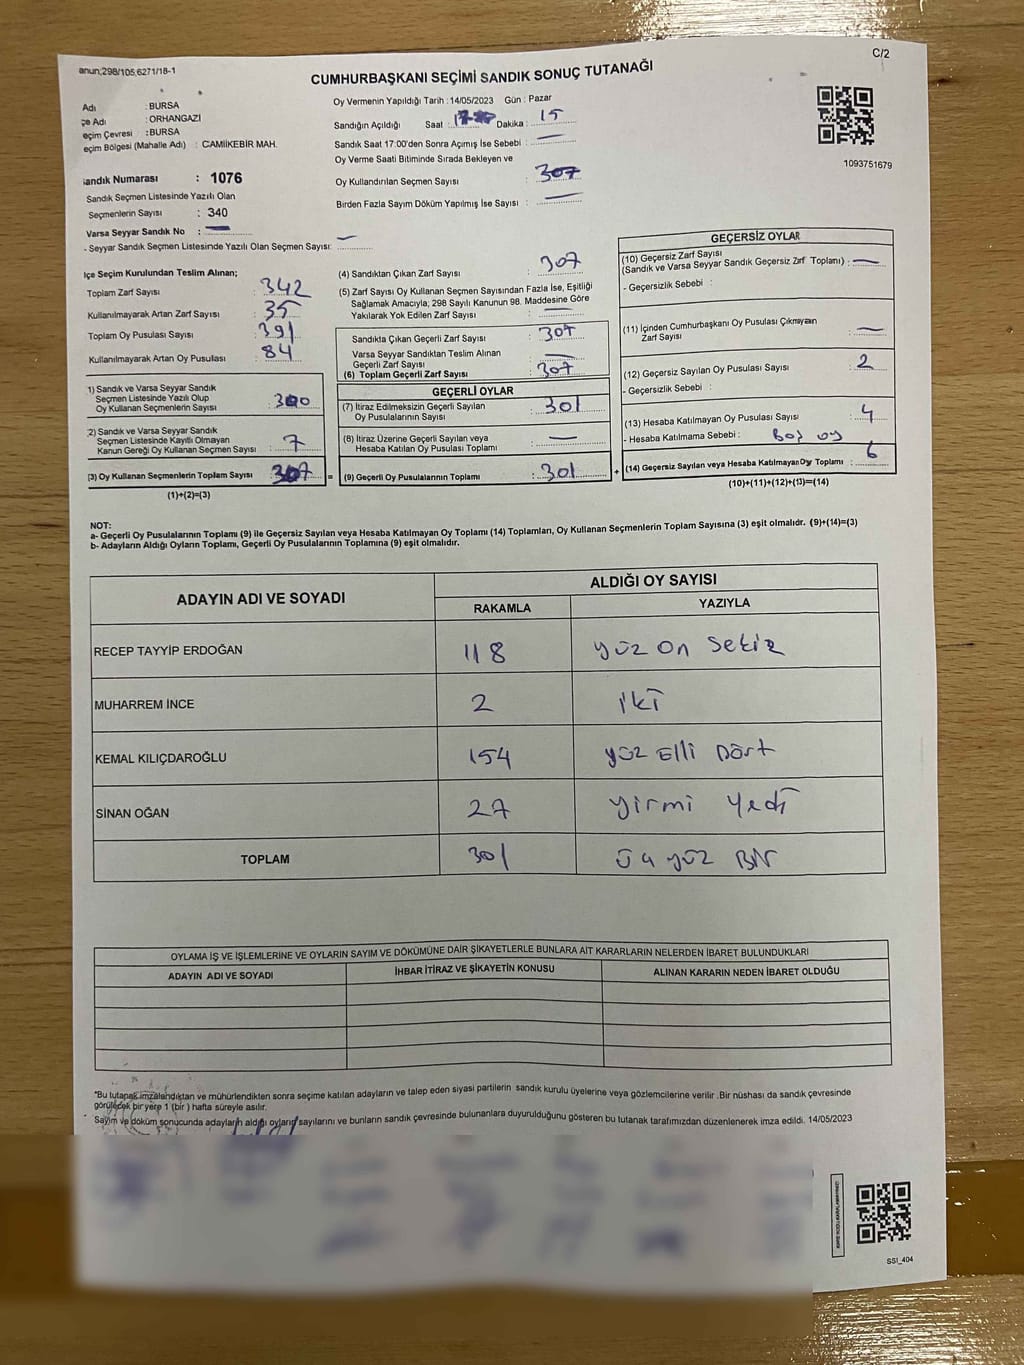 anun;298/105;6271/18-1
C/2
CUMHURBAŞKANI SEÇİMİ SANDIK SONUÇ TUTANAĞI
Adı : BURSA
çe Adı : ORHANGAZİ
eçim Çevresi : BURSA
eçim Bölgesi (Mahalle Adı) : CAMİİKEBİR MAH.
Sandık Numarası : 1076
Sandık Seçmen Listesinde Yazılı Olan
Seçmenlerin Sayısı : 340
Varsa Seyyar Sandık No : —
- Seyyar Sandık Seçmen Listesinde Yazılı Olan Seçmen Sayısı: —
Oy Vermenin Yapıldığı Tarih : 14/05/2023 Gün : Pazar
Sandığın Açıldığı Saat : Dakika : 15
Sandık Saat 17:00'den Sonra Açımış İse Sebebi : —
Oy Verme Saati Bitiminde Sırada Bekleyen ve
Oy Kullandırılan Seçmen Sayısı : 307
Birden Fazla Sayım Döküm Yapılmış İse Sayısı : —
1093751679
lçe Seçim Kurulundan Teslim Alınan;
Toplam Zarf Sayısı : 342
Kullanılmayarak Artan Zarf Sayısı : 35
Toplam Oy Pusulası Sayısı : 391
Kullanılmayarak Artan Oy Pusulası : 84
1) Sandık ve Varsa Seyyar Sandık
Seçmen Listesinde Yazılı Olup
Oy Kullanan Seçmenlerin Sayısı : 300
2) Sandık ve Varsa Seyyar Sandık
Seçmen Listesinde Kayıtlı Olmayan
Kanun Gereği Oy Kullanan Seçmen Sayısı : 7
(3) Oy Kullanan Seçmenlerin Toplam Sayısı : 307 =
(1)+(2)=(3)
(4) Sandıktan Çıkan Zarf Sayısı : 307
(5) Zarf Sayısı Oy Kullanan Seçmen Sayısından Fazla İse, Eşitliği
Sağlamak Amacıyla; 298 Sayılı Kanunun 98. Maddesine Göre
Yakılarak Yok Edilen Zarf Sayısı : —
Sandıkta Çıkan Geçerli Zarf Sayısı : 307
Varsa Seyyar Sandıktan Teslim Alınan
Geçerli Zarf Sayısı : —
(6) Toplam Geçerli Zarf Sayısı : 307
GEÇERLİ OYLAR
(7) İtiraz Edilmeksizin Geçerli Sayılan
Oy Pusulalarının Sayısı : 301
(8) İtiraz Üzerine Geçerli Sayılan veya
Hesaba Katılan Oy Pusulası Toplamı : —
(9) Geçerli Oy Pusulalarının Toplamı : 301 +
GEÇERSİZ OYLAR
(10) Geçersiz Zarf Sayısı
(Sandık ve Varsa Seyyar Sandık Geçersiz Zarf Toplamı) : —
- Geçersizlik Sebebi :
(11) İçinden Cumhurbaşkanı Oy Pusulası Çıkmayan
Zarf Sayısı : —
(12) Geçersiz Sayılan Oy Pusulası Sayısı : 2
- Geçersizlik Sebebi :
(13) Hesaba Katılmayan Oy Pusulası Sayısı : 4
- Hesaba Katılmama Sebebi : Boş oy
(14) Geçersiz Sayılan veya Hesaba Katılmayan Oy Toplamı : 6
(10)+(11)+(12)+(13)=(14)
NOT:
a- Geçerli Oy Pusulalarının Toplamı (9) ile Geçersiz Sayılan veya Hesaba Katılmayan Oy Toplamı (14) Toplamları, Oy Kullanan Seçmenlerin Toplam Sayısına (3) eşit olmalıdır. (9)+(14)=(3)
b- Adayların Aldığı Oyların Toplamı, Geçerli Oy Pusulalarının Toplamına (9) eşit olmalıdır.
ADAYIN ADI VE SOYADI ALDIĞI OY SAYISI
RAKAMLA YAZIYLA
RECEP TAYYİP ERDOĞAN 118 yüz on sekiz
MUHARREM İNCE 2 iki
KEMAL KILIÇDAROĞLU 154 yüz Elli Dört
SİNAN OĞAN 27 yirmi yedi
TOPLAM 301 üç yüz Bir
OYLAMA İŞ VE İŞLEMLERİNE VE OYLARIN SAYIM VE DÖKÜMÜNE DAİR ŞİKAYETLERLE BUNLARA AİT KARARLARIN NELERDEN İBARET BULUNDUKLARI
ADAYIN ADI VE SOYADI İHBAR İTİRAZ VE ŞİKAYETİN KONUSU ALINAN KARARIN NEDEN İBARET OLDUĞU
*Bu tutanak imzalandıktan ve mühürlendikten sonra seçime katılan adayların ve talep eden siyasi partilerin sandık kurulu üyelerine veya gözlemcilerine verilir .Bir nüshası da sandık çevresinde
görülecek bir yere 1 (bir ) hafta süreyle asılır.
Sayım ve döküm sonucunda adayların aldığı oyların sayılarını ve bunların sandık çevresinde bulunanlara duyurulduğunu gösteren bu tutanak tarafımızdan düzenlenerek imza edildi. 14/05/2023
SSI_404